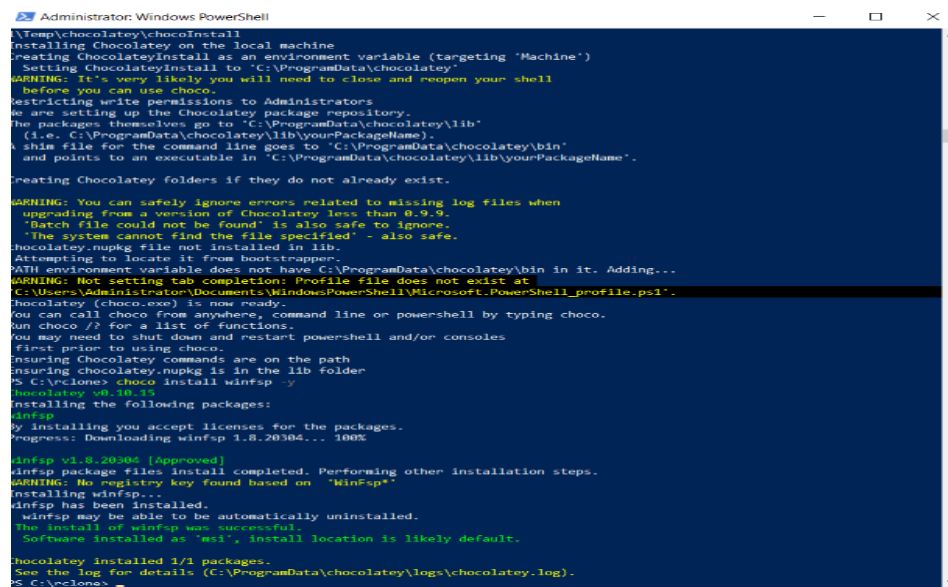 Administrator: Windows PowerShell
l\Temp\chocolatey\chocoInstall
Installing Chocolatey on the local machine
Creating ChocolateyInstall as an environment variable (targeting 'Machine')
Setting ChocolateyInstall to 'C:\ProgramData\chocolatey'
WARNING: It's very likely you will need to close and reopen your shell
before you can use choco.
Restricting write permissions to Administrators
We are setting up the Chocolatey package repository.
The packages themselves go to 'C:\ProgramData\chocolatey\lib'
(i.e. C:\ProgramData\chocolatey\lib\yourPackageName).
A shim file for the command line goes to 'C:\ProgramData\chocolatey\bin'
and points to an executable in 'C:\ProgramData\chocolatey\lib\yourPackageName'.
Creating Chocolatey folders if they do not already exist.
WARNING: You can safely ignore errors related to missing log files when
upgrading from a version of Chocolatey less than 0.9.9.
'Batch file could not be found' is also safe to ignore.
'The system cannot find the file specified' - also safe.
chocolatey.nupkg file not installed in lib.
Attempting to locate it from bootstrapper.
PATH environment variable does not have C:\ProgramData\chocolatey\bin in it. Adding...
WARNING: Not setting tab completion: Profile file does not exist at
'C:\Users\Administrator\Documents\WindowsPowerShell\Microsoft.PowerShell_profile.ps1'.
Chocolatey (choco.exe) is now ready.
You can call choco from anywhere, command line or powershell by typing choco.
Run choco /? for a list of functions.
You may need to shut down and restart powershell and/or consoles
first prior to using choco.
Ensuring Chocolatey commands are on the path
Ensuring chocolatey.nupkg is in the lib folder
PS C:\rclone> choco install winfsp -y
Chocolatey v0.10.15
Installing the following packages:
winfsp
By installing you accept licenses for the packages.
Progress: Downloading winfsp 1.8.20304... 100%
winfsp v1.8.20304 [Approved]
winfsp package files install completed. Performing other installation steps.
WARNING: No registry key found based on 'WinFsp*'
Installing winfsp...
winfsp has been installed.
winfsp may be able to be automatically uninstalled.
The install of winfsp was successful.
Software installed as 'msi', install location is likely default.
Chocolatey installed 1/1 packages.
See the log for details (C:\ProgramData\chocolatey\logs\chocolatey.log).
PS C:\rclone> _